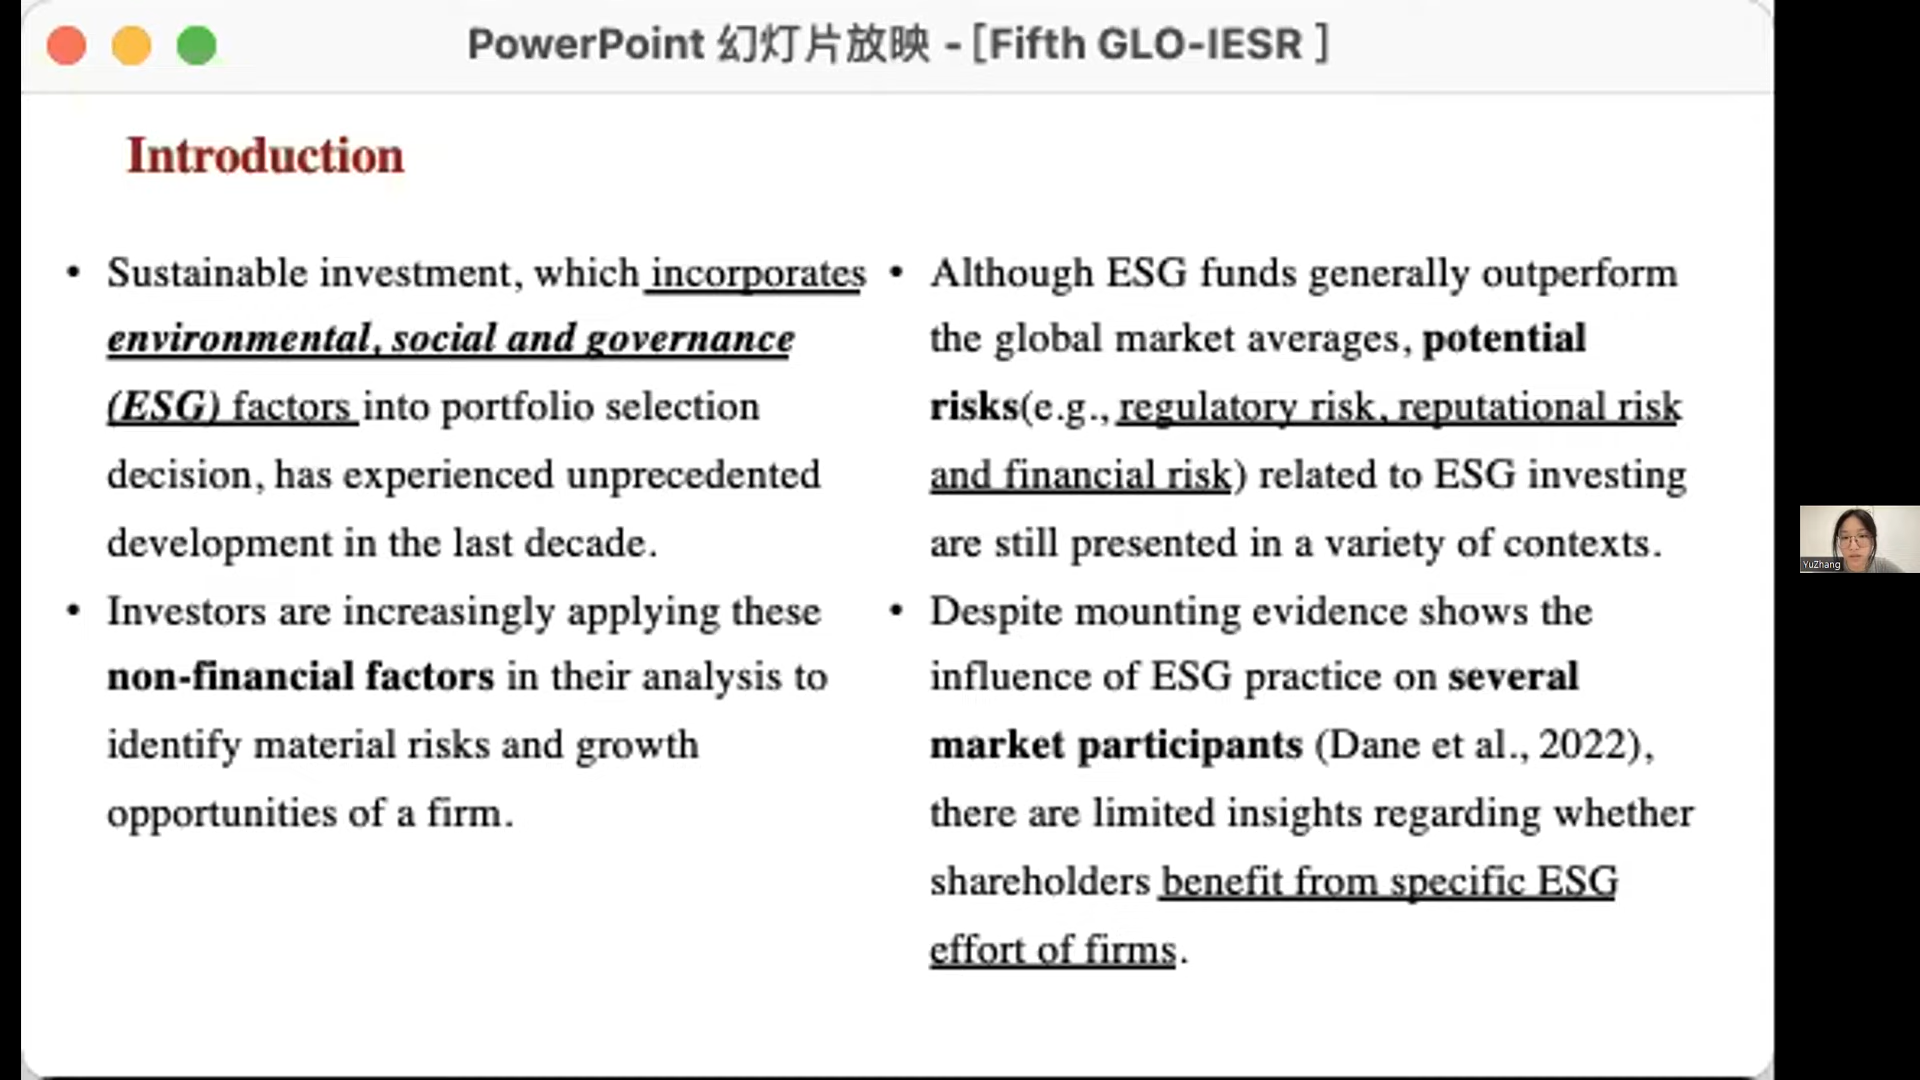 PowerPoint 幻灯片放映 - [Fifth GLO-IESR ]
Introduction
• Sustainable investment, which incorporates
environmental, social and governance
(ESG) factors into portfolio selection
decision, has experienced unprecedented
development in the last decade.
• Investors are increasingly applying these
non-financial factors in their analysis to
identify material risks and growth
opportunities of a firm.
• Although ESG funds generally outperform
the global market averages, potential
risks(e.g., regulatory risk, reputational risk
and financial risk) related to ESG investing
are still presented in a variety of contexts.
• Despite mounting evidence shows the
influence of ESG practice on several
market participants (Dane et al., 2022),
there are limited insights regarding whether
shareholders benefit from specific ESG
effort of firms.
YuZhang